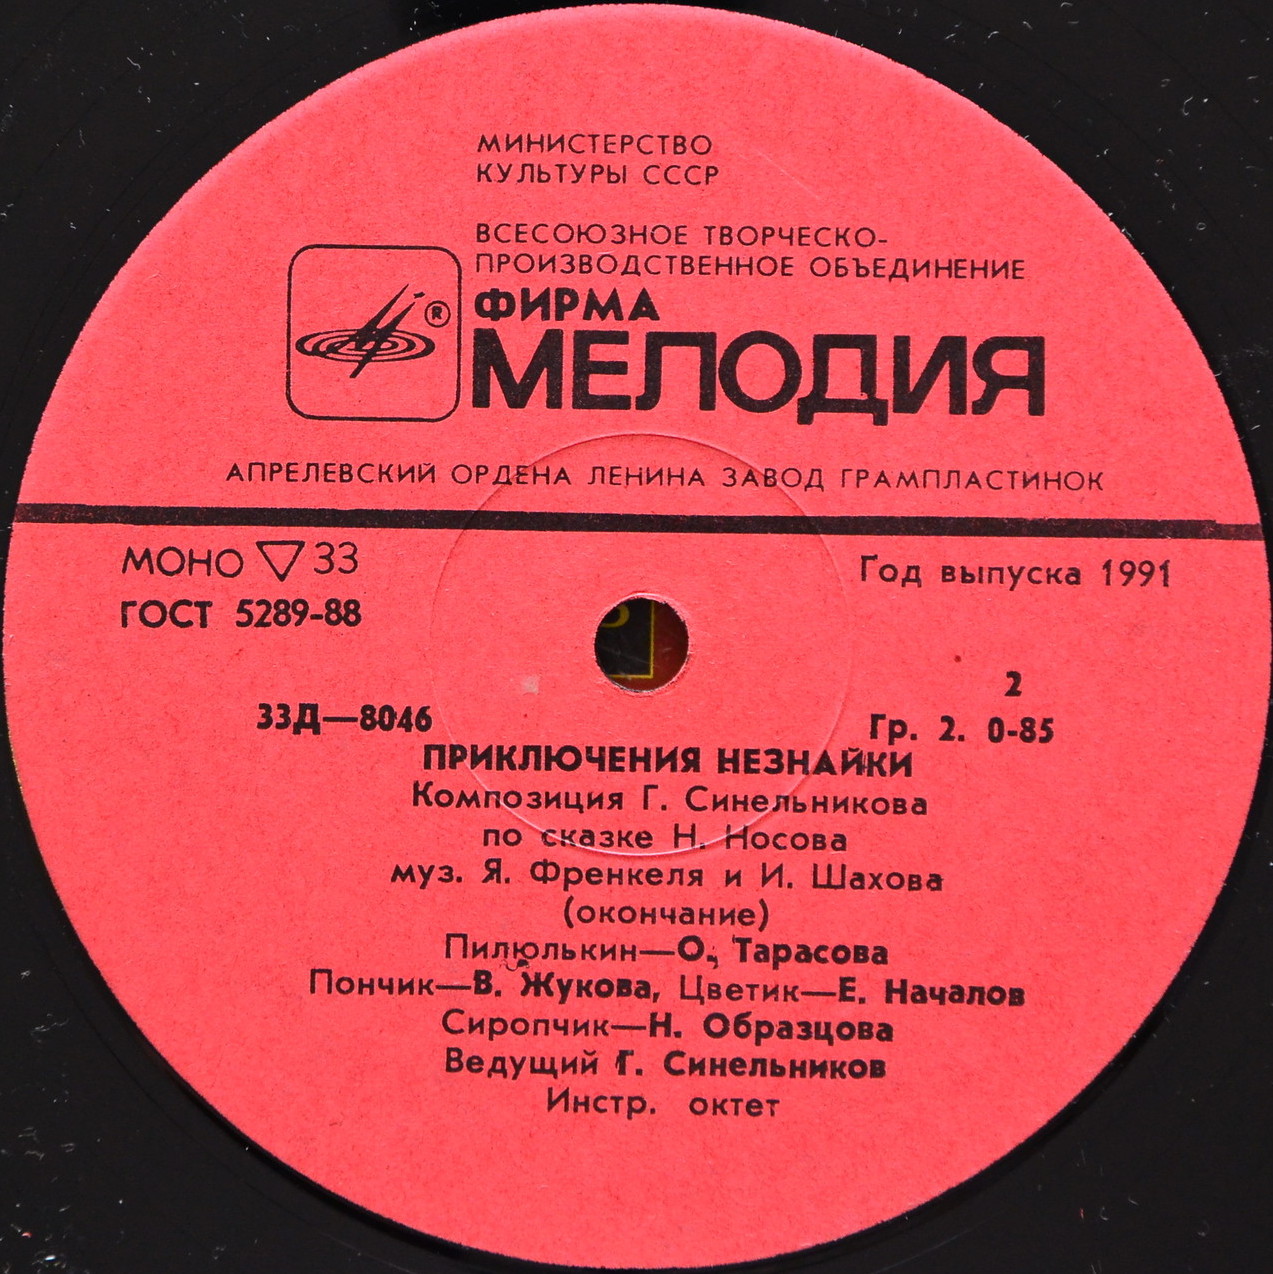 МИНИСТЕРСТВО
КУЛЬТУРЫ СССР
ВСЕСОЮЗНОЕ ТВОРЧЕСКО-
ПРОИЗВОДСТВЕННОЕ ОБЪЕДИНЕНИЕ
ФИРМА
®
МЕЛОДИЯ
АПРЕЛЕВСКИЙ ОРДЕНА ЛЕНИНА ЗАВОД ГРАМПЛАСТИНОК
МОНО ▽ 33
Год выпуска 1991
ГОСТ 5289-88
2
33Д—8046
Гр. 2. 0-85
ПРИКЛЮЧЕНИЯ НЕЗНАЙКИ
Композиция Г. Синельникова
по сказке Н. Носова
муз. Я. Френкеля и И. Шахова
(окончание)
Пилюлькин—О. Тарасова
Пончик—В. Жукова, Цветик—Е. Началов
Сиропчик—Н. Образцова
Ведущий Г. Синельников
Инстр. октет